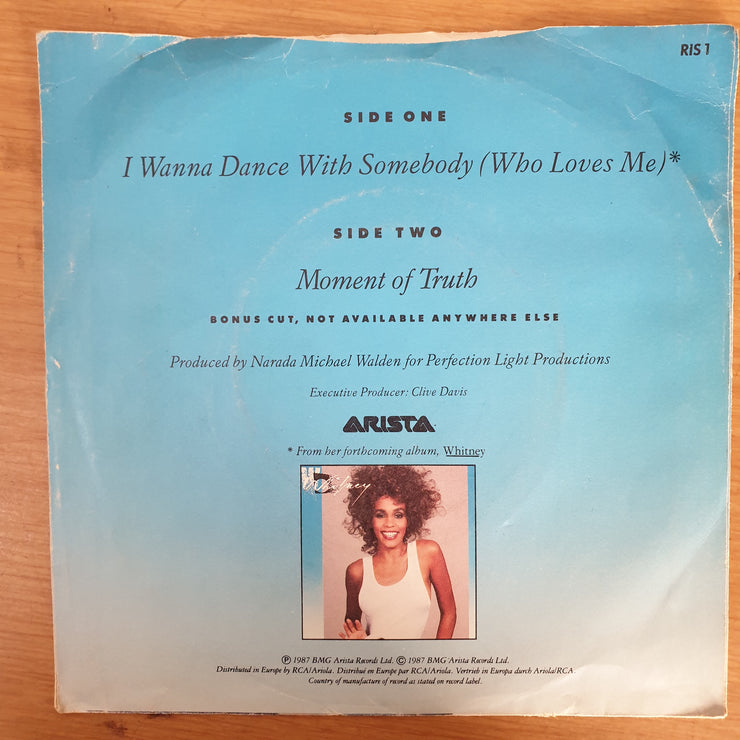 RIS 1
SIDE ONE
I Wanna Dance With Somebody (Who Loves Me)*
SIDE TWO
Moment of Truth
BONUS CUT, NOT AVAILABLE ANYWHERE ELSE
Produced by Narada Michael Walden for Perfection Light Productions
Executive Producer: Clive Davis
ARISTA
* From her forthcoming album, Whitney
Whitney
℗ 1987 BMG Arista Records Ltd. © 1987 BMG Arista Records Ltd.
Distributed in Europe by RCA/Ariola. Distribué en Europe par RCA/Ariola. Vertrieb in Europa durch Ariola/RCA.
Country of manufacture of record as stated on record label.